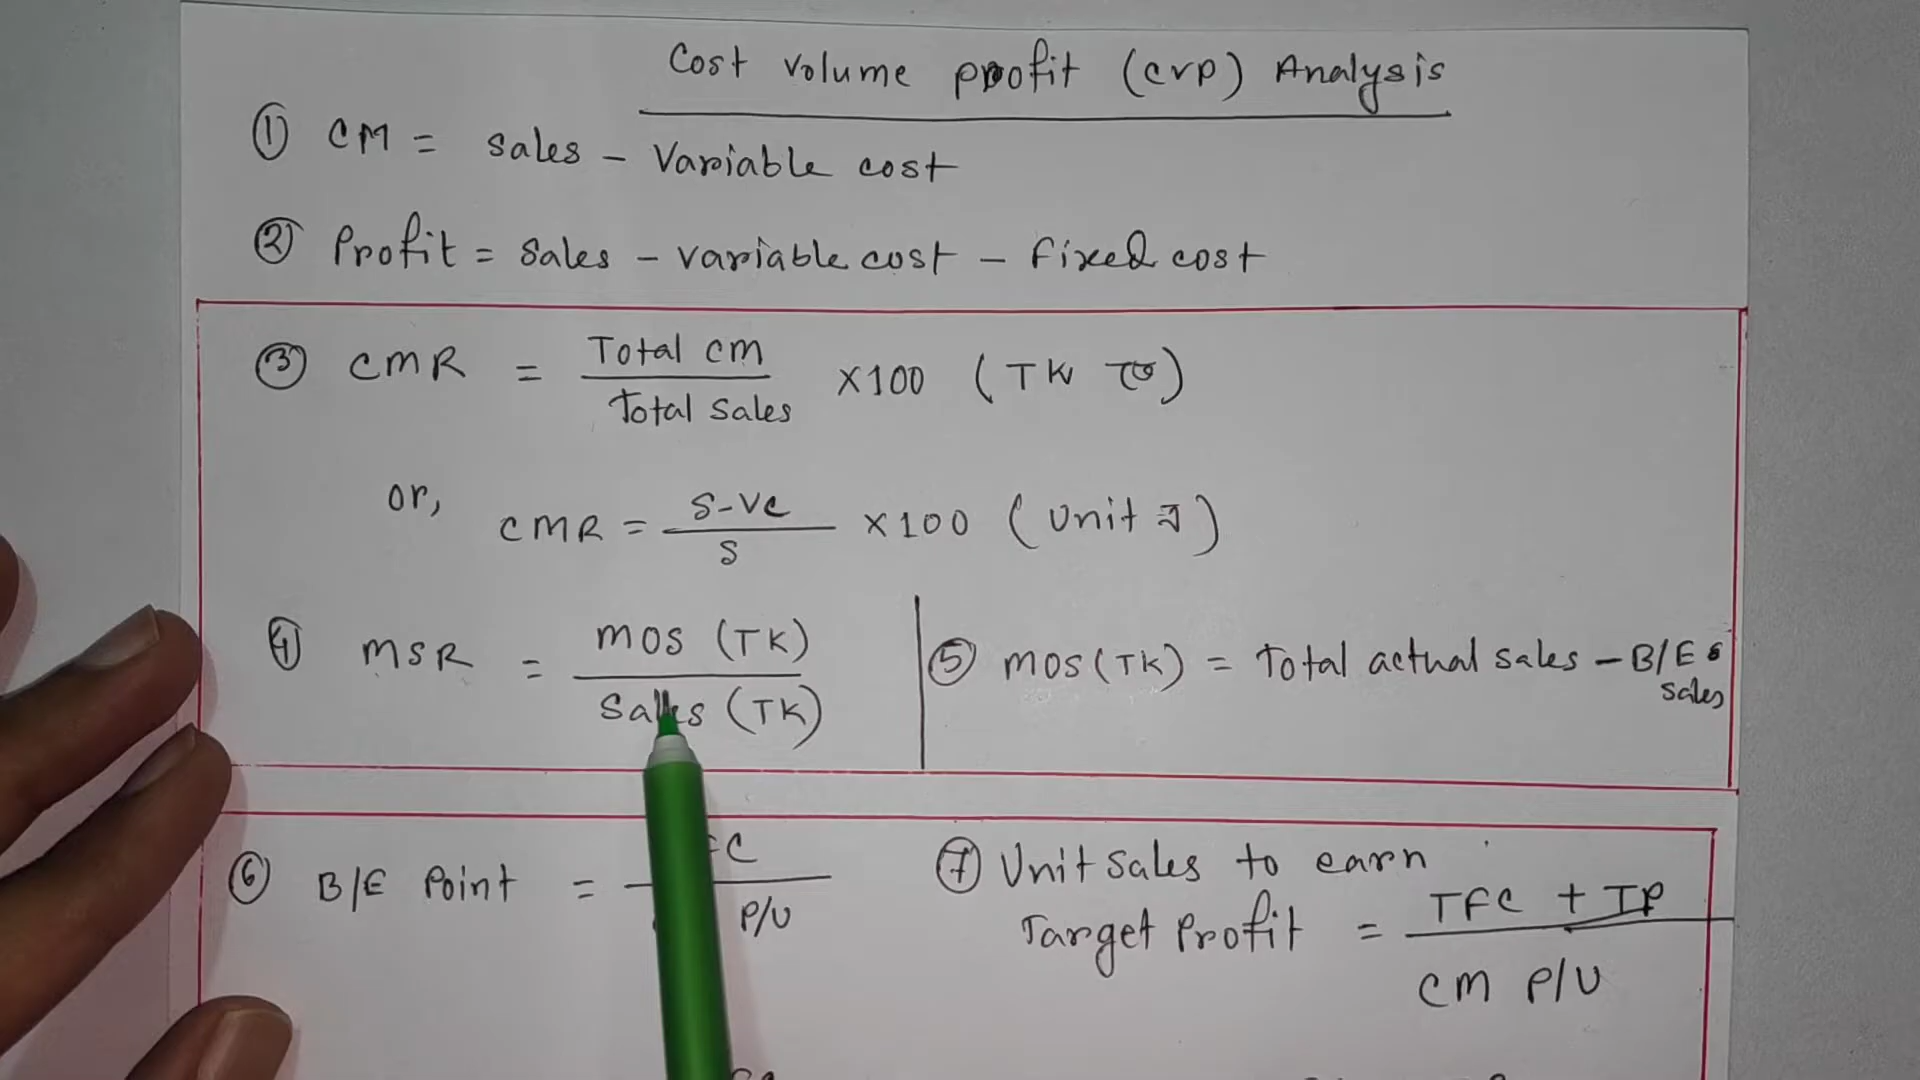 Cost volume profit (CVP) Analysis
① CM = Sales - Variable cost
② Profit = Sales - variable cost - Fixed cost
③ CMR = Total CM / Total Sales × 100 (TK তে)
or, CMR = S-VC / S × 100 (Unit এ)
④ MSR = MOS (TK) / Sales (TK)
⑤ MOS (TK) = Total actual sales - B/E
Sales
⑥ B/E Point = P/U
⑦ Unit Sales to earn
Target Profit = TFC + TP / CM P/U